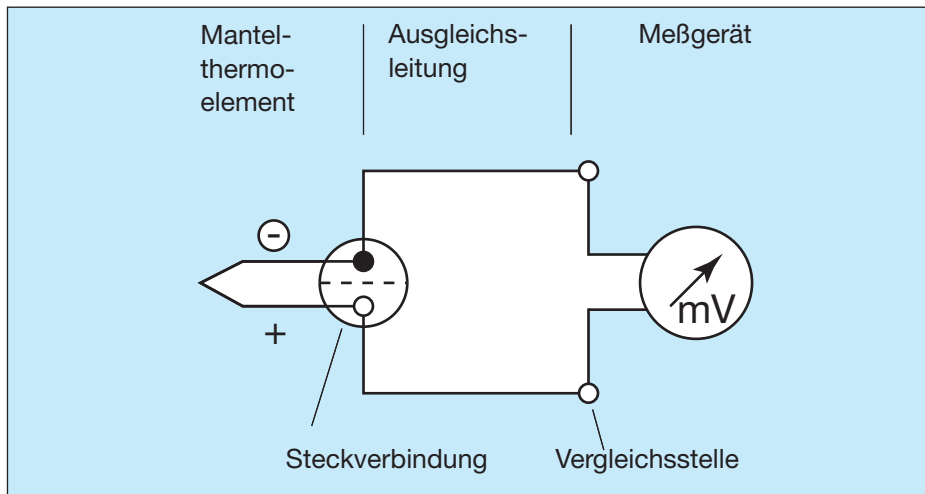 Mantel-
thermo-
element
Ausgleichs-
leitung
Meßgerät
-
+
mV
Steckverbindung
Vergleichsstelle